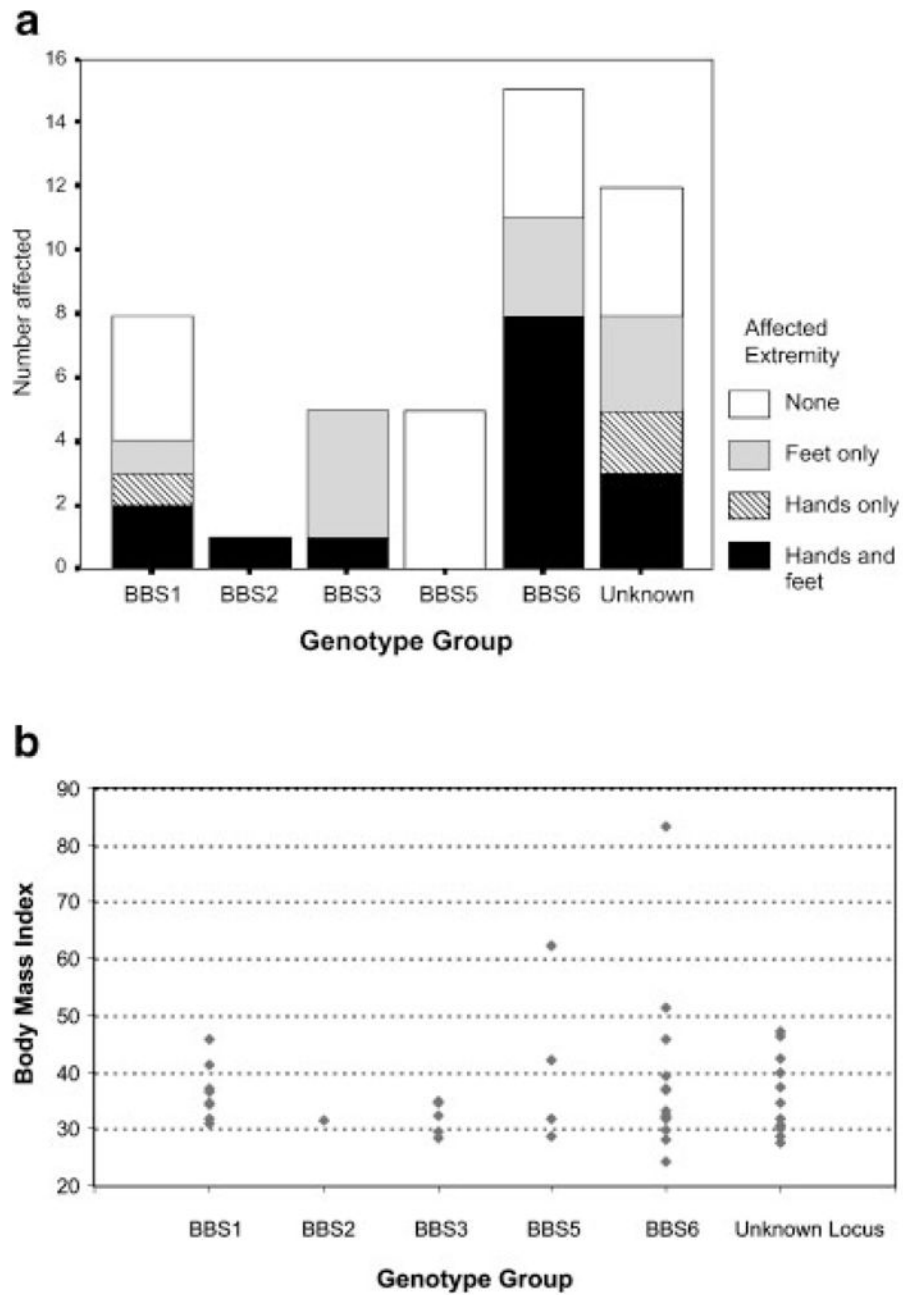 a
16
14
12
10
8
6
4
2
0
Number affected
BBS1 BBS2 BBS3 BBS5 BBS6 Unknown
Genotype Group
Affected
Extremity
None
Feet only
Hands only
Hands and
feet
b
90
80
70
60
50
40
30
20
Body Mass Index
BBS1 BBS2 BBS3 BBS5 BBS6 Unknown Locus
Genotype Group